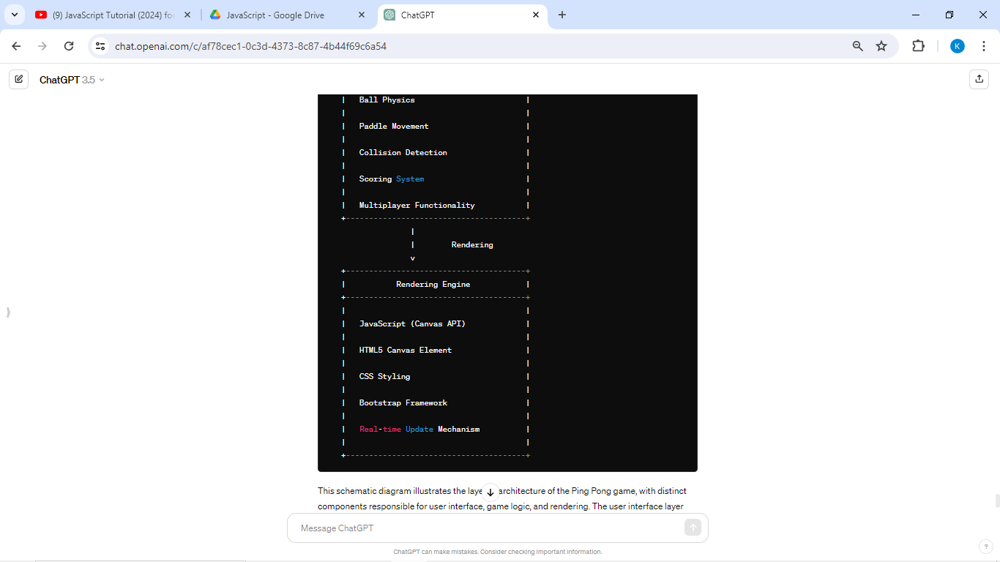 (9) JavaScript Tutorial (2024) for
JavaScript - Google Drive
ChatGPT
chat.openai.com/c/af78cec1-0c3d-4373-8c87-4b44f69c6a54
K
ChatGPT 3.5
| Ball Physics |
| |
| Paddle Movement |
| |
| Collision Detection |
| |
| Scoring System |
| |
| Multiplayer Functionality |
+---------------------------------------+
|
| Rendering
v
+---------------------------------------+
| Rendering Engine |
+---------------------------------------+
| |
| JavaScript (Canvas API) |
| |
| HTML5 Canvas Element |
| |
| CSS Styling |
| |
| Bootstrap Framework |
| |
| Real-time Update Mechanism |
| |
+---------------------------------------+
This schematic diagram illustrates the architecture of the Ping Pong game, with distinct
components responsible for user interface, game logic, and rendering. The user interface layer
Message ChatGPT
ChatGPT can make mistakes. Consider checking important information.
?